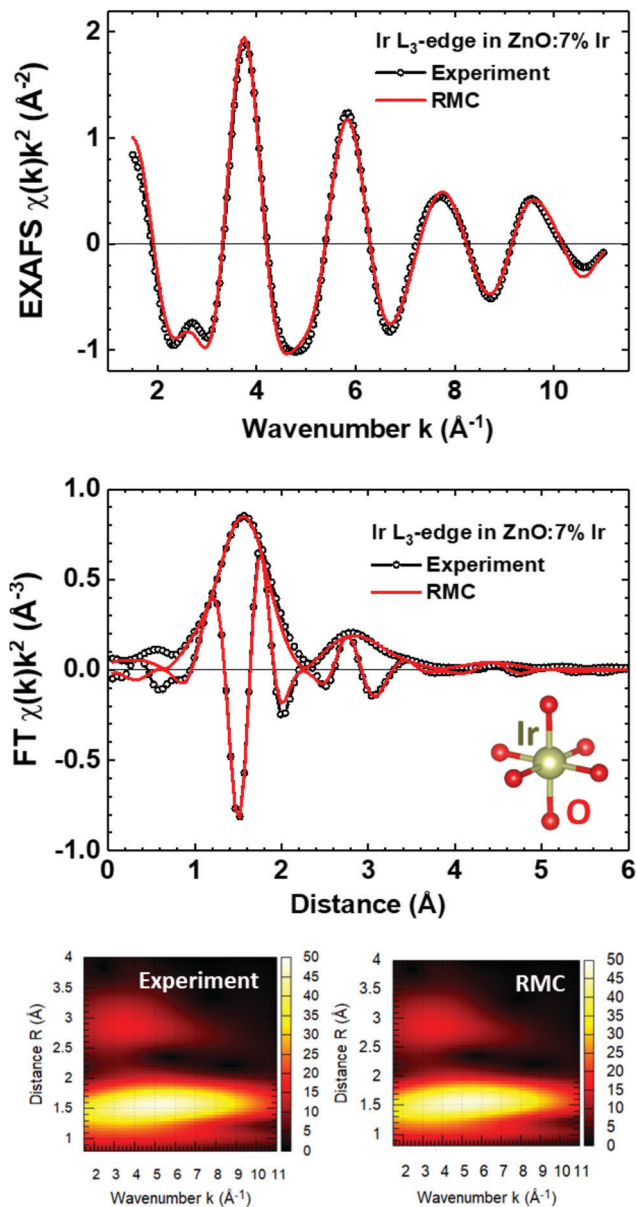 Ir L₃-edge in ZnO:7% Ir
Experiment
RMC
EXAFS χ(k)k² (Å⁻²)
2
1
0
-1
2 4 6 8 10
Wavenumber k (Å⁻¹)
Ir L₃-edge in ZnO:7% Ir
Experiment
RMC
FT χ(k)k² (Å⁻³)
1.0
0.5
0.0
-0.5
-1.0
Ir
O
0 1 2 3 4 5 6
Distance (Å)
Experiment
Distance R (Å)
4
3.5
3
2.5
2
1.5
1
2 3 4 5 6 7 8 9 10 11
Wavenumber k (Å⁻¹)
50
45
40
35
30
25
20
15
10
5
0
RMC
Distance R (Å)
4
3.5
3
2.5
2
1.5
1
2 3 4 5 6 7 8 9 10 11
Wavenumber k (Å⁻¹)
50
45
40
35
30
25
20
15
10
5
0